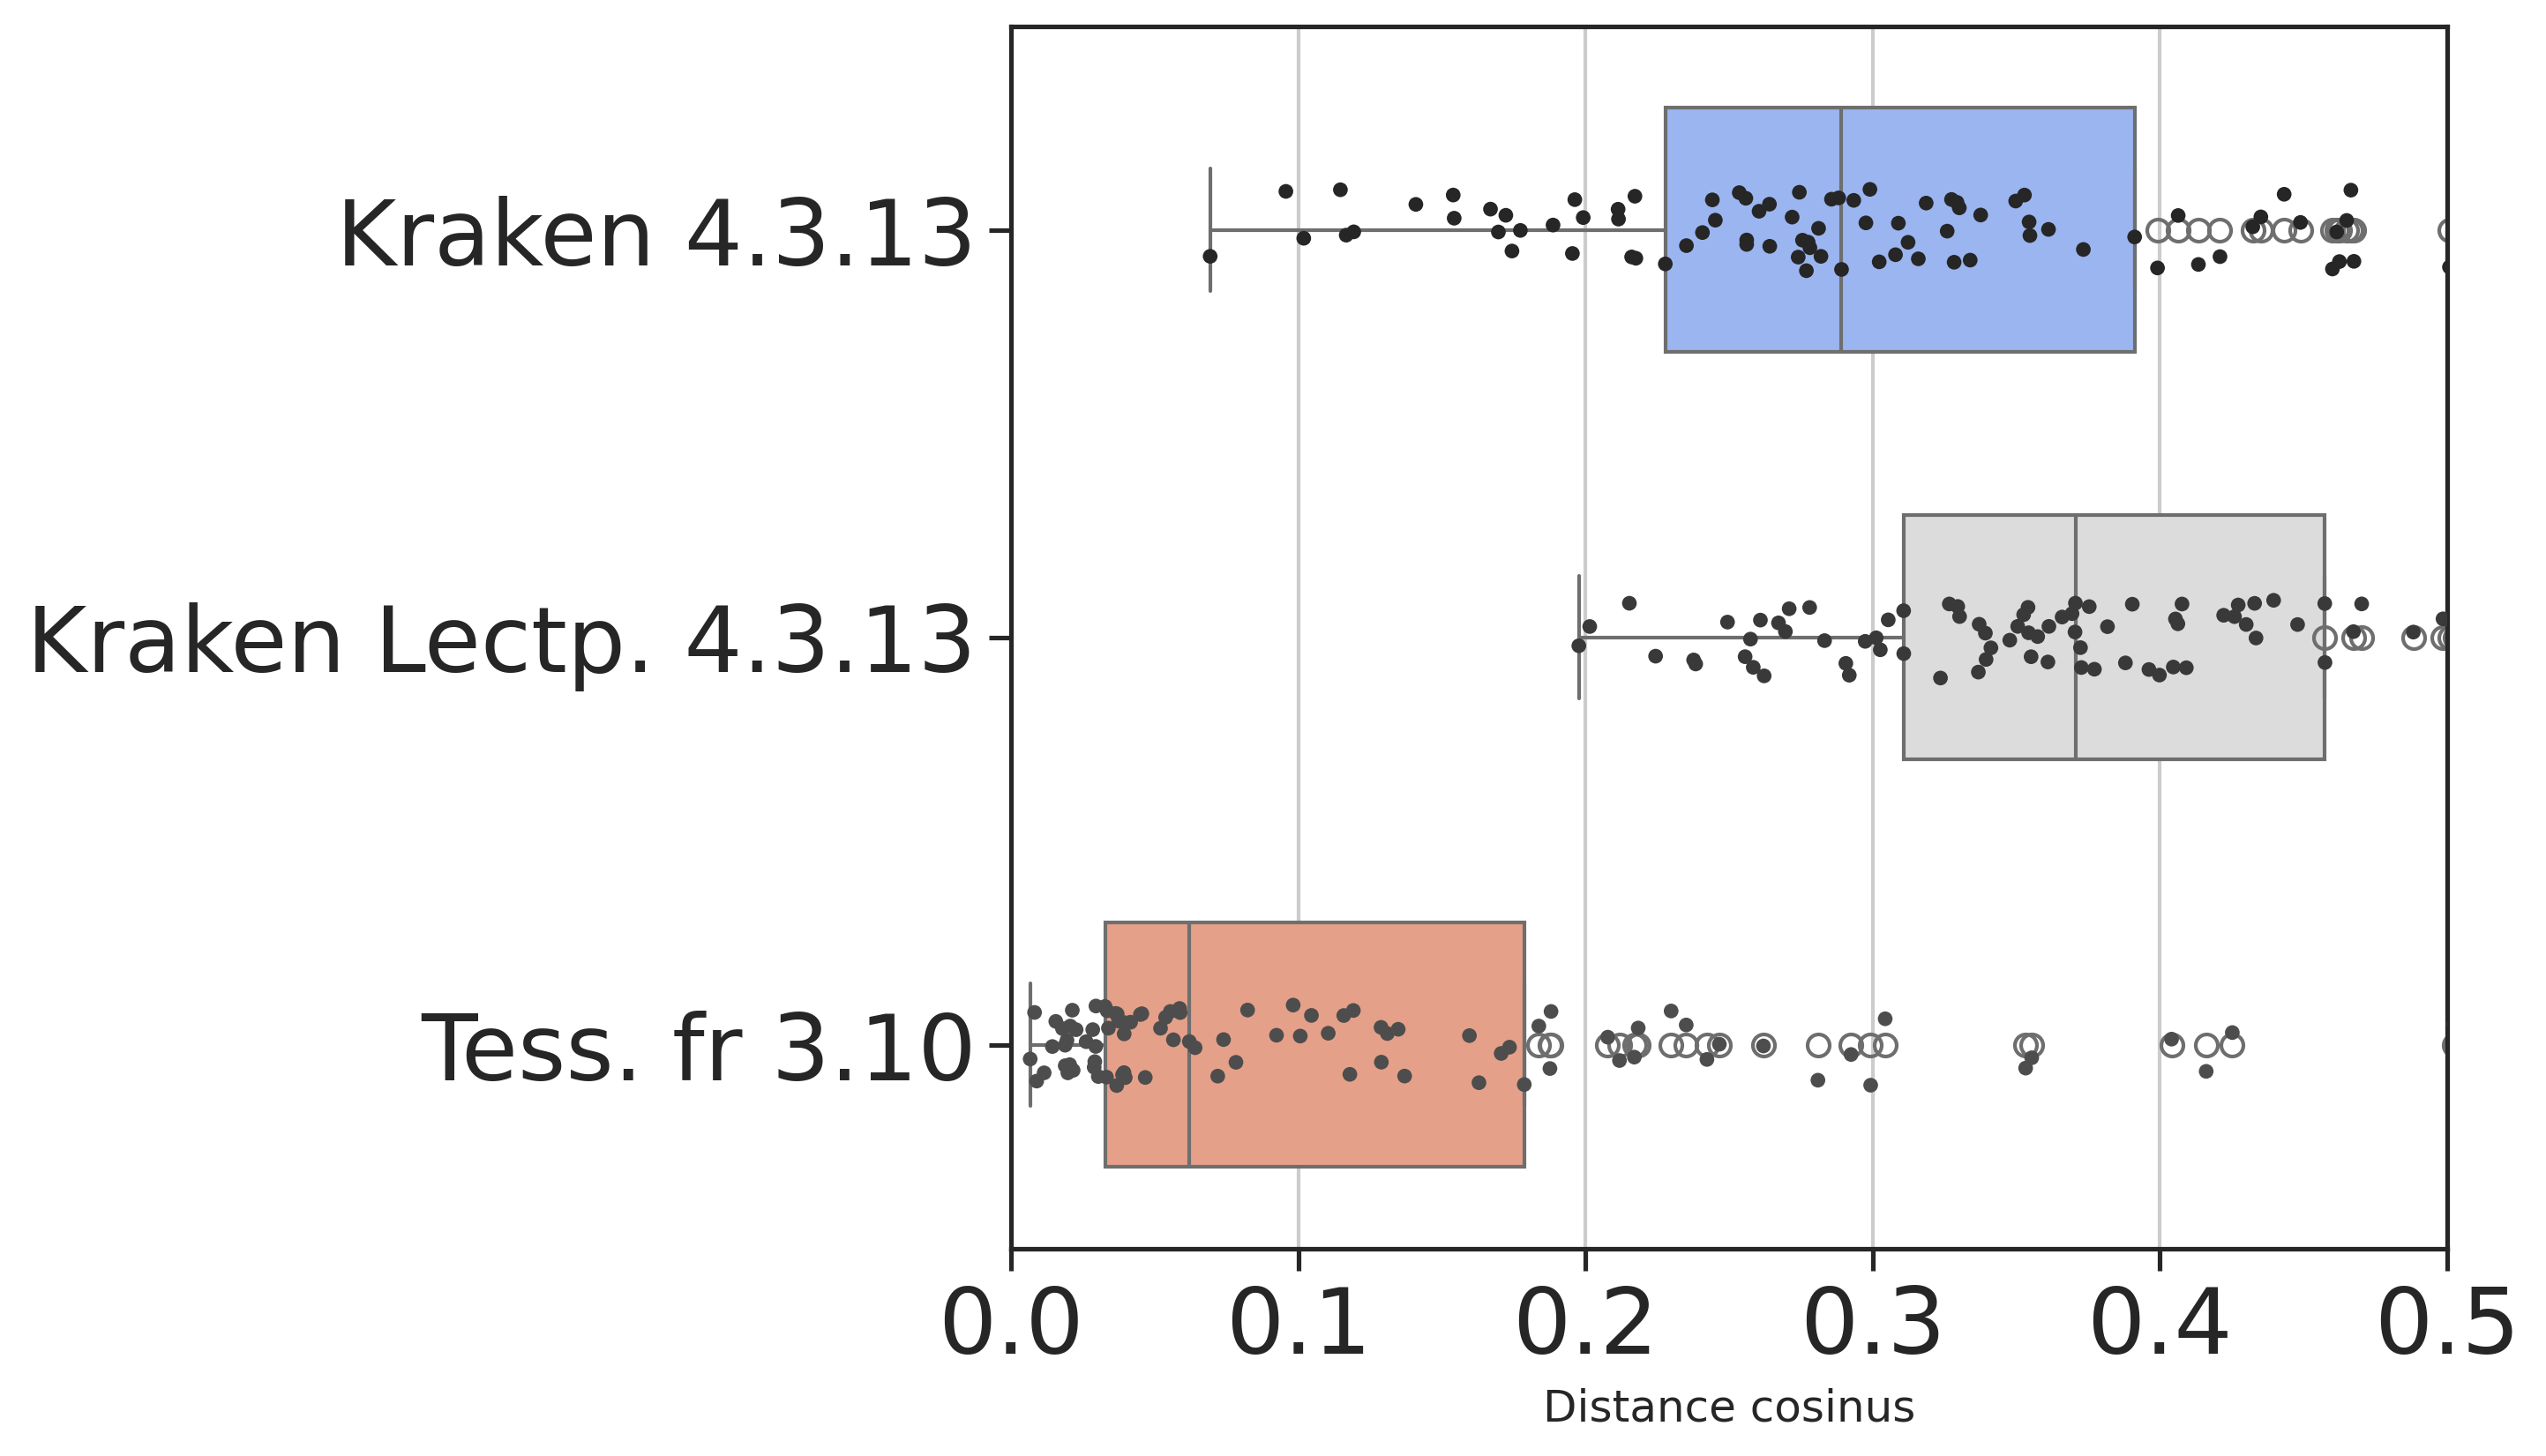 Kraken 4.3.13
Kraken Lectp. 4.3.13
Tess. fr 3.10
0.0 0.1 0.2 0.3 0.4 0.5
Distance cosinus